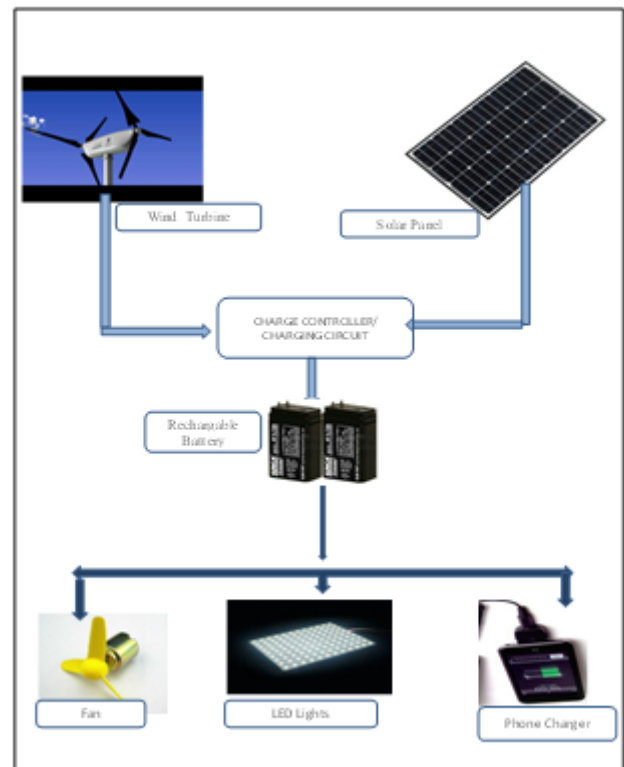 Wind Turbine
Solar Panel
CHARGE CONTROLLER/
CHARGING CIRCUIT
Rechargable
Battery
Fan
LED Lights
Phone Charger